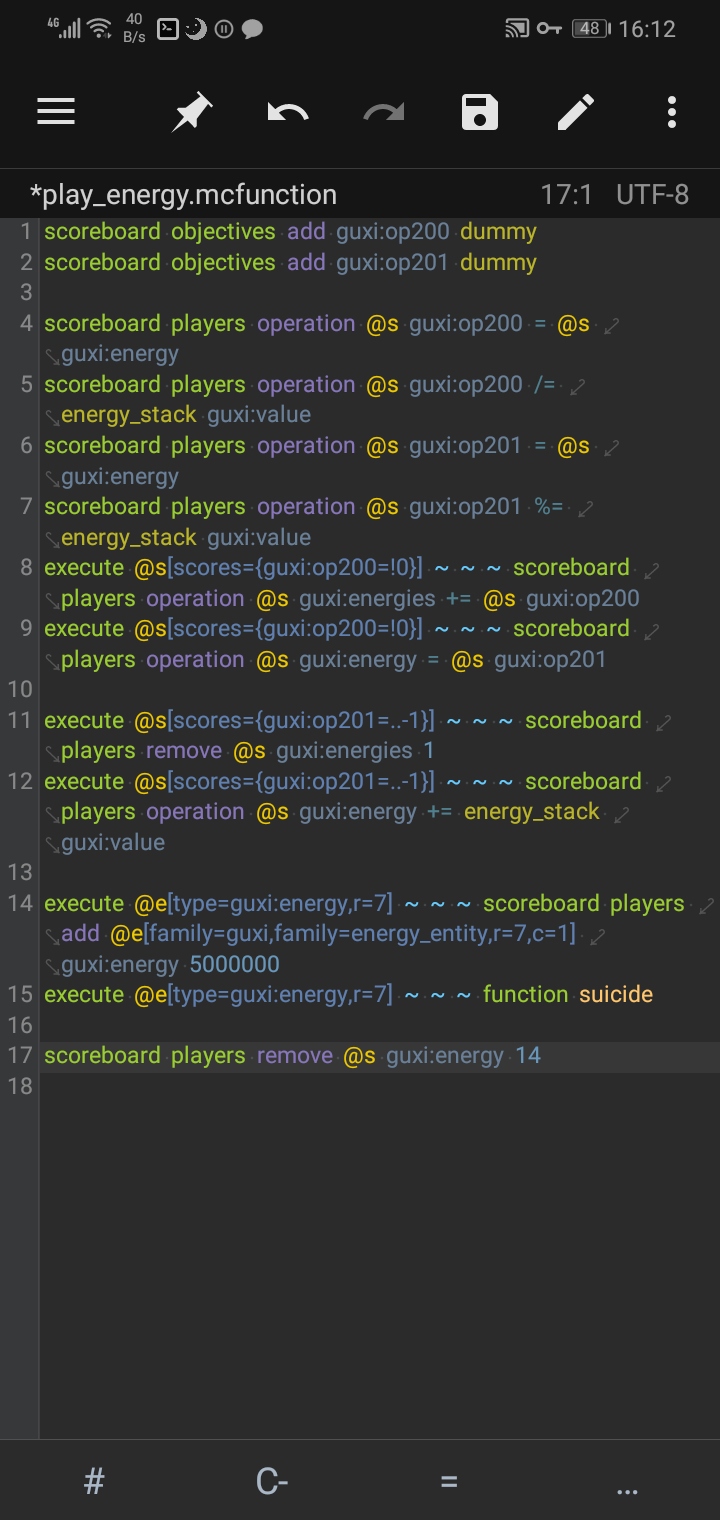 4G 40 B/s 48 16:12
*play_energy.mcfunction 17:1 UTF-8
1 scoreboard objectives add guxi:op200 dummy
2 scoreboard objectives add guxi:op201 dummy
3
4 scoreboard players operation @s guxi:op200 = @s
guxi:energy
5 scoreboard players operation @s guxi:op200 /=
energy_stack guxi:value
6 scoreboard players operation @s guxi:op201 = @s
guxi:energy
7 scoreboard players operation @s guxi:op201 %=
energy_stack guxi:value
8 execute @s[scores={guxi:op200=!0}] ~ ~ ~ scoreboard
players operation @s guxi:energies += @s guxi:op200
9 execute @s[scores={guxi:op200=!0}] ~ ~ ~ scoreboard
players operation @s guxi:energy = @s guxi:op201
10
11 execute @s[scores={guxi:op201=..-1}] ~ ~ ~ scoreboard
players remove @s guxi:energies 1
12 execute @s[scores={guxi:op201=..-1}] ~ ~ ~ scoreboard
players operation @s guxi:energy += energy_stack
guxi:value
13
14 execute @e[type=guxi:energy,r=7] ~ ~ ~ scoreboard players
add @e[family=guxi,family=energy_entity,r=7,c=1]
guxi:energy 5000000
15 execute @e[type=guxi:energy,r=7] ~ ~ ~ function suicide
16
17 scoreboard players remove @s guxi:energy 14
18
# C- = ...